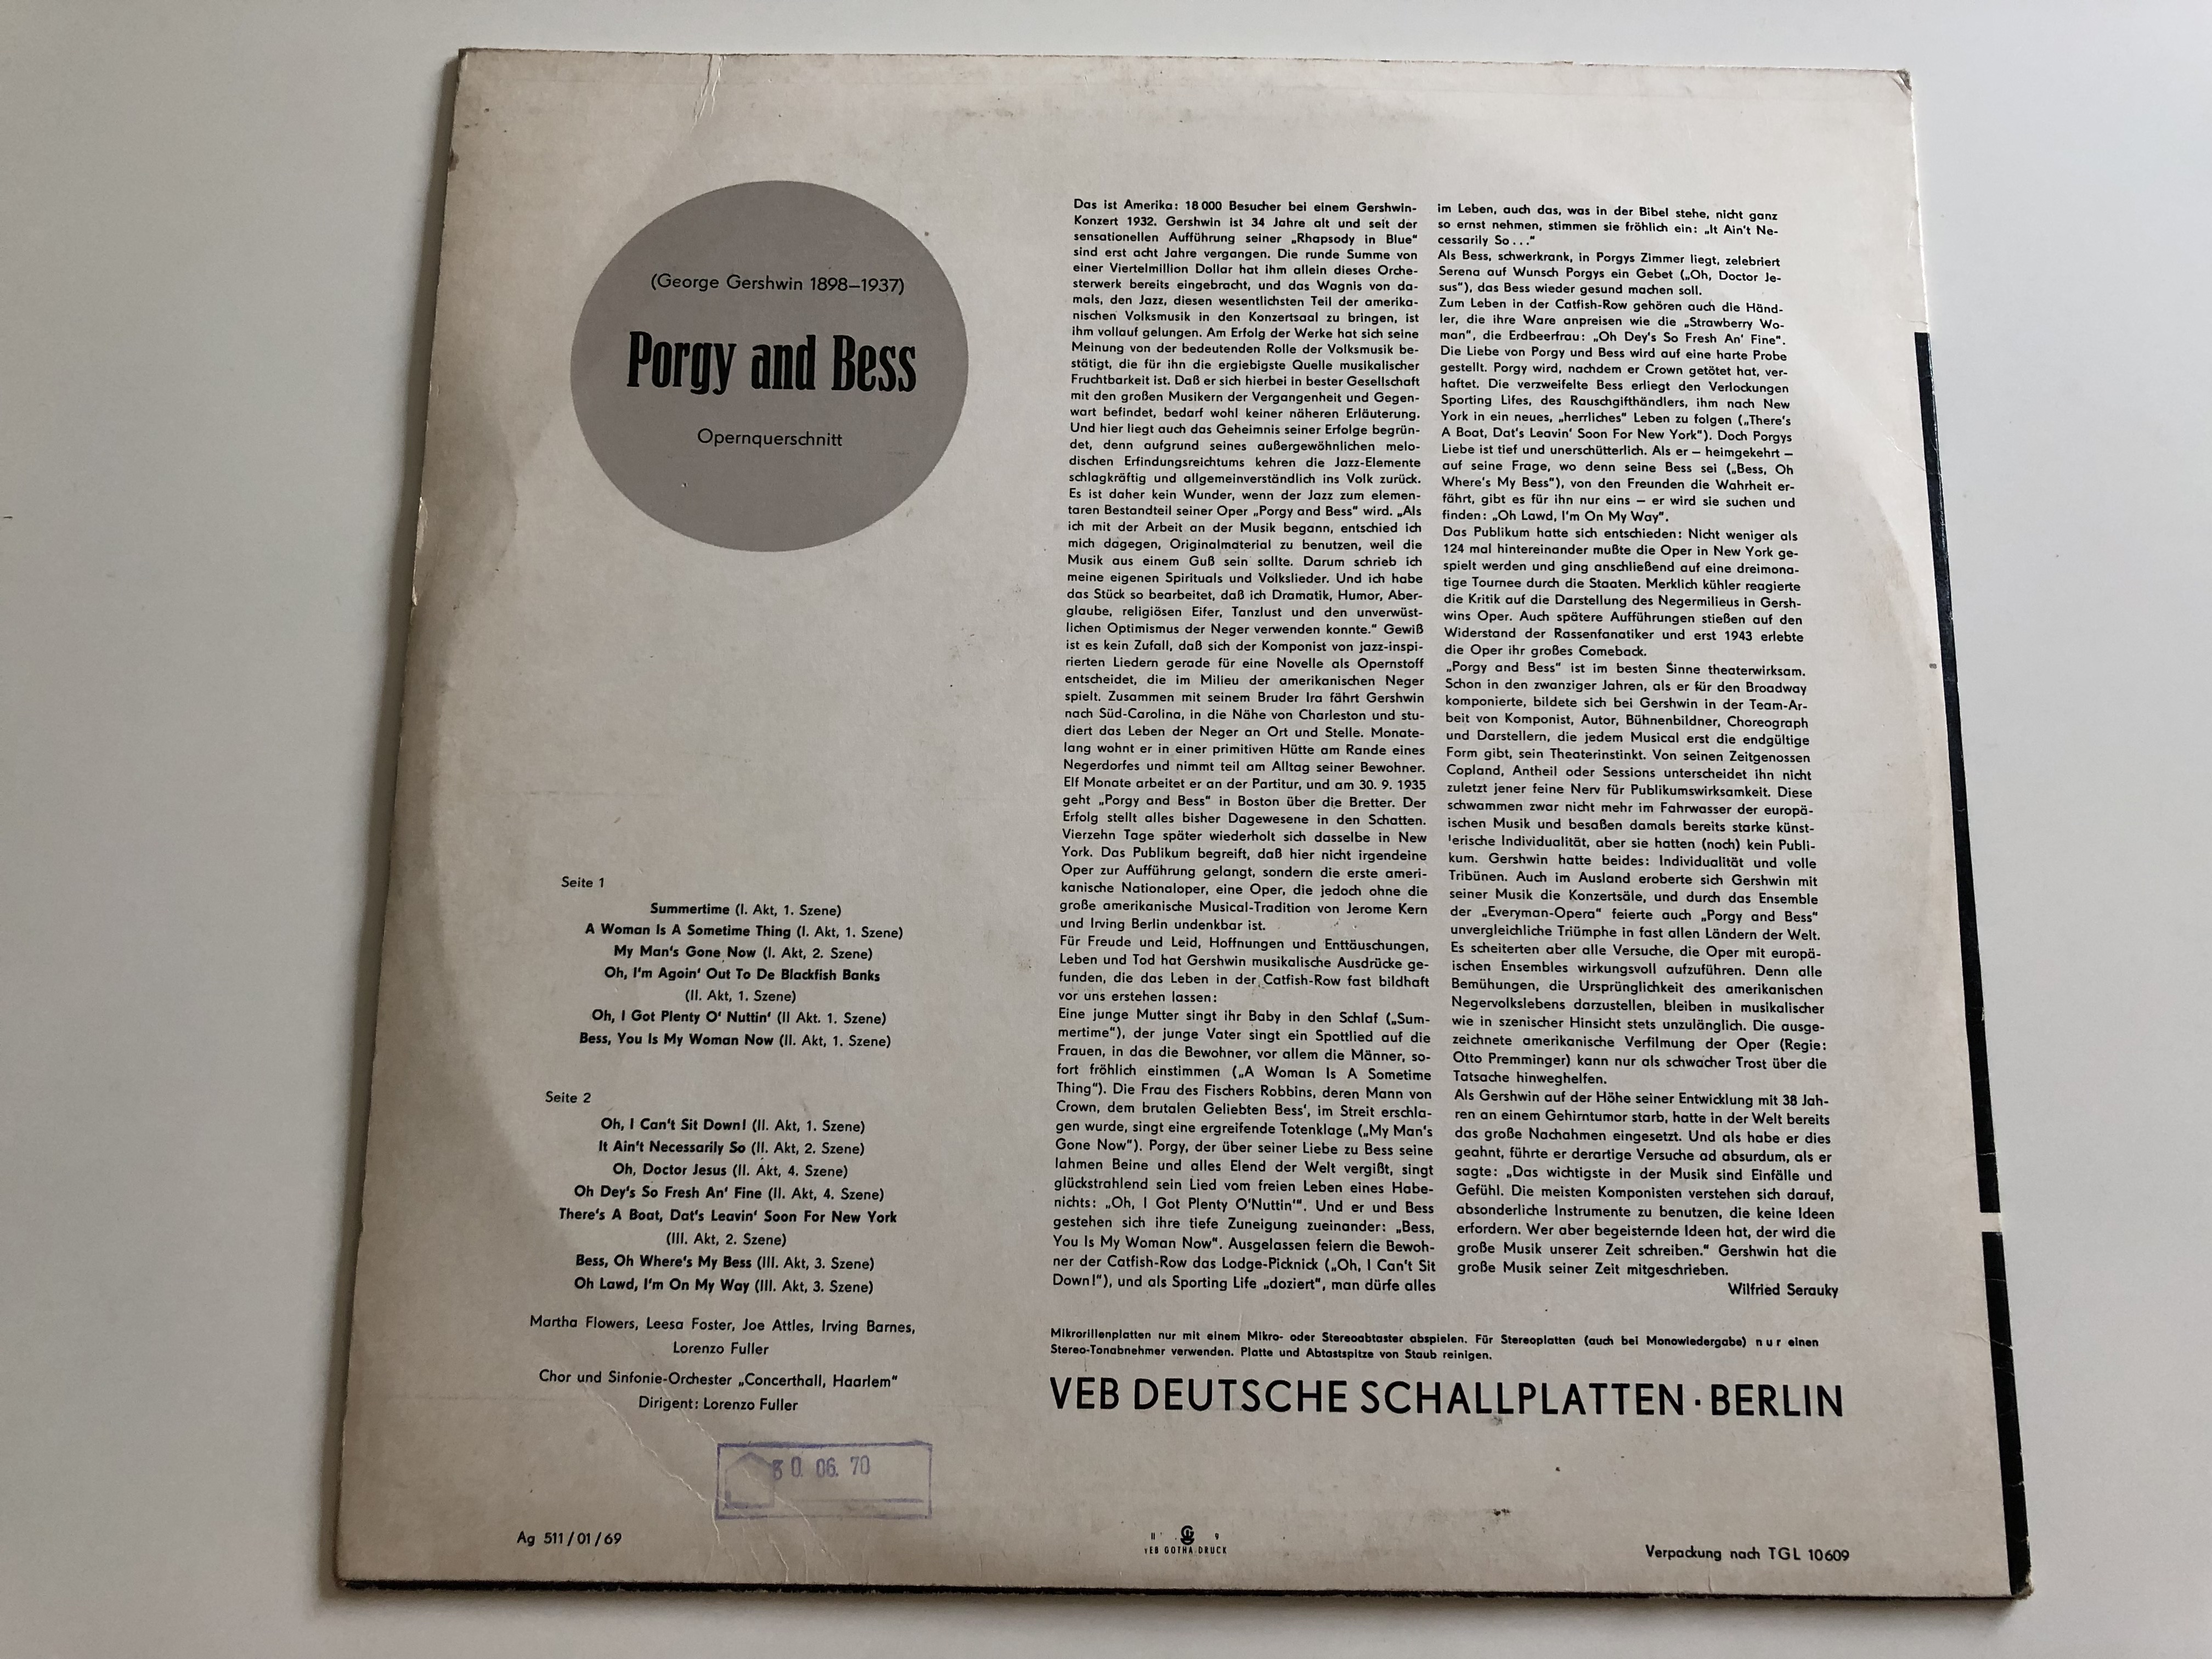 (George Gershwin 1898–1937)
Porgy and Bess
Opernquerschnitt
Seite 1
Summertime (I. Akt, 1. Szene)
A Woman Is A Sometime Thing (I. Akt, 1. Szene)
My Man's Gone Now (I. Akt, 2. Szene)
Oh, I'm Agoin' Out To De Blackfish Banks
(II. Akt, 1. Szene)
Oh, I Got Plenty O' Nuttin' (II Akt. 1. Szene)
Bess, You Is My Woman Now (II. Akt, 1. Szene)
Seite 2
Oh, I Can't Sit Down! (II. Akt, 1. Szene)
It Ain't Necessarily So (II. Akt, 2. Szene)
Oh, Doctor Jesus (II. Akt, 4. Szene)
Oh Dey's So Fresh An' Fine (II. Akt, 4. Szene)
There's A Boat, Dat's Leavin' Soon For New York
(III. Akt, 2. Szene)
Bess, Oh Where's My Bess (III. Akt, 3. Szene)
Oh Lawd, I'm On My Way (III. Akt, 3. Szene)
Martha Flowers, Leesa Foster, Joe Attles, Irving Barnes,
Lorenzo Fuller
Chor und Sinfonie-Orchester „Concerthall, Haarlem"
Dirigent: Lorenzo Fuller
30. 06. 70
Ag 511/01/69
Das ist Amerika: 18 000 Besucher bei einem Gershwin-
Konzert 1932. Gershwin ist 34 Jahre alt und seit der
sensationellen Aufführung seiner „Rhapsody in Blue"
sind erst acht Jahre vergangen. Die runde Summe von
einer Viertelmillion Dollar hat ihm allein dieses Orche-
sterwerk bereits eingebracht, und das Wagnis von da-
mals, den Jazz, diesen wesentlichsten Teil der amerika-
nischen Volksmusik in den Konzertsaal zu bringen, ist
ihm vollauf gelungen. Am Erfolg der Werke hat sich seine
Meinung von der bedeutenden Rolle der Volksmusik be-
stätigt, die für ihn die ergiebigste Quelle musikalischer
Fruchtbarkeit ist. Daß er sich hierbei in bester Gesellschaft
mit den großen Musikern der Vergangenheit und Gegen-
wart befindet, bedarf wohl keiner näheren Erläuterung.
Und hier liegt auch das Geheimnis seiner Erfolge begrün-
det, denn aufgrund seines außergewöhnlichen melo-
dischen Erfindungsreichtums kehren die Jazz-Elemente
schlagkräftig und allgemeinverständlich ins Volk zurück.
Es ist daher kein Wunder, wenn der Jazz zum elemen-
taren Bestandteil seiner Oper „Porgy and Bess" wird. „Als
ich mit der Arbeit an der Musik begann, entschied ich
mich dagegen, Originalmaterial zu benutzen, weil die
Musik aus einem Guß sein sollte. Darum schrieb ich
meine eigenen Spirituals und Volkslieder. Und ich habe
das Stück so bearbeitet, daß ich Dramatik, Humor, Aber-
glaube, religiösen Eifer, Tanzlust und den unverwüst-
lichen Optimismus der Neger verwenden konnte." Gewiß
ist es kein Zufall, daß sich der Komponist von jazz-inspi-
rierten Liedern gerade für eine Novelle als Opernstoff
entscheidet, die im Milieu der amerikanischen Neger
spielt. Zusammen mit seinem Bruder Ira fährt Gershwin
nach Süd-Carolina, in die Nähe von Charleston und stu-
diert das Leben der Neger an Ort und Stelle. Monate-
lang wohnt er in einer primitiven Hütte am Rande eines
Negerdorfes und nimmt teil am Alltag seiner Bewohner.
Elf Monate arbeitet er an der Partitur, und am 30. 9. 1935
geht „Porgy and Bess" in Boston über die Bretter. Der
Erfolg stellt alles bisher Dagewesene in den Schatten.
Vierzehn Tage später wiederholt sich dasselbe in New
York. Das Publikum begreift, daß hier nicht irgendeine
Oper zur Aufführung gelangt, sondern die erste ameri-
kanische Nationaloper, eine Oper, die jedoch ohne die
große amerikanische Musical-Tradition von Jerome Kern
und Irving Berlin undenkbar ist.
Für Freude und Leid, Hoffnungen und Enttäuschungen,
Leben und Tod hat Gershwin musikalische Ausdrücke ge-
funden, die das Leben in der Catfish-Row fast bildhaft
vor uns erstehen lassen:
Eine junge Mutter singt ihr Baby in den Schlaf („Sum-
mertime"), der junge Vater singt ein Spottlied auf die
Frauen, in das die Bewohner, vor allem die Männer, so-
fort fröhlich einstimmen („A Woman Is A Sometime
Thing"). Die Frau des Fischers Robbins, deren Mann von
Crown, dem brutalen Geliebten Bess', im Streit erschla-
gen wurde, singt eine ergreifende Totenklage („My Man's
Gone Now"). Porgy, der über seiner Liebe zu Bess seine
lahmen Beine und alles Elend der Welt vergißt, singt
glückstrahlend sein Lied vom freien Leben eines Habe-
nichts: „Oh, I Got Plenty O'Nuttin'". Und er und Bess
gestehen sich ihre tiefe Zuneigung zueinander: „Bess,
You Is My Woman Now". Ausgelassen feiern die Bewoh-
ner der Catfish-Row das Lodge-Picknick („Oh, I Can't Sit
Down!"), und als Sporting Life „doziert", man dürfe alles
im Leben, auch das, was in der Bibel stehe, nicht ganz
so ernst nehmen, stimmen sie fröhlich ein: „It Ain't Ne-
cessarily So..."
Als Bess, schwerkrank, in Porgys Zimmer liegt, zelebriert
Serena auf Wunsch Porgys ein Gebet („Oh, Doctor Je-
sus"), das Bess wieder gesund machen soll.
Zum Leben in der Catfish-Row gehören auch die Händ-
ler, die ihre Ware anpreisen wie die „Strawberry Wo-
man", die Erdbeerfrau: „Oh Dey's So Fresh An' Fine".
Die Liebe von Porgy und Bess wird auf eine harte Probe
gestellt. Porgy wird, nachdem er Crown getötet hat, ver-
haftet. Die verzweifelte Bess erliegt den Verlockungen
Sporting Lifes, des Rauschgifthändlers, ihm nach New
York in ein neues, „herrliches" Leben zu folgen („There's
A Boat, Dat's Leavin' Soon For New York"). Doch Porgys
Liebe ist tief und unerschütterlich. Als er – heimgekehrt –
auf seine Frage, wo denn seine Bess sei („Bess, Oh
Where's My Bess"), von den Freunden die Wahrheit er-
fährt, gibt es für ihn nur eins – er wird sie suchen und
finden: „Oh Lawd, I'm On My Way".
Das Publikum hatte sich entschieden: Nicht weniger als
124 mal hintereinander mußte die Oper in New York ge-
spielt werden und ging anschließend auf eine dreimona-
tige Tournee durch die Staaten. Merklich kühler reagierte
die Kritik auf die Darstellung des Negermilieus in Gersh-
wins Oper. Auch spätere Aufführungen stießen auf den
Widerstand der Rassenfanatiker und erst 1943 erlebte
die Oper ihr großes Comeback.
„Porgy and Bess" ist im besten Sinne theaterwirksam.
Schon in den zwanziger Jahren, als er für den Broadway
komponierte, bildete sich bei Gershwin in der Team-Ar-
beit von Komponist, Autor, Bühnenbildner, Choreograph
und Darstellern, die jedem Musical erst die endgültige
Form gibt, sein Theaterinstinkt. Von seinen Zeitgenossen
Copland, Antheil oder Sessions unterscheidet ihn nicht
zuletzt jener feine Nerv für Publikumswirksamkeit. Diese
schwammen zwar nicht mehr im Fahrwasser der europä-
ischen Musik und besaßen damals bereits starke künst-
lerische Individualität, aber sie hatten (noch) kein Publi-
kum. Gershwin hatte beides: Individualität und volle
Tribünen. Auch im Ausland eroberte sich Gershwin mit
seiner Musik die Konzertsäle, und durch das Ensemble
der „Everyman-Opera" feierte auch „Porgy and Bess"
unvergleichliche Triümphe in fast allen Ländern der Welt.
Es scheiterten aber alle Versuche, die Oper mit europä-
ischen Ensembles wirkungsvoll aufzuführen. Denn alle
Bemühungen, die Ursprünglichkeit des amerikanischen
Negervolkslebens darzustellen, bleiben in musikalischer
wie in szenischer Hinsicht stets unzulänglich. Die ausge-
zeichnete amerikanische Verfilmung der Oper (Regie:
Otto Premminger) kann nur als schwacher Trost über die
Tatsache hinweghelfen.
Als Gershwin auf der Höhe seiner Entwicklung mit 38 Jah-
ren an einem Gehirntumor starb, hatte in der Welt bereits
das große Nachahmen eingesetzt. Und als habe er dies
geahnt, führte er derartige Versuche ad absurdum, als er
sagte: „Das wichtigste in der Musik sind Einfälle und
Gefühl. Die meisten Komponisten verstehen sich darauf,
absonderliche Instrumente zu benutzen, die keine Ideen
erfordern. Wer aber begeisternde Ideen hat, der wird die
große Musik unserer Zeit schreiben." Gershwin hat die
große Musik seiner Zeit mitgeschrieben.
Wilfried Serauky
Mikrorillenplatten nur mit einem Mikro- oder Stereoabtaster abspielen. Für Stereoplatten (auch bei Monowiedergabe) nur einen
Stereo-Tonabnehmer verwenden. Platte und Abtastspitze von Staub reinigen.
VEB DEUTSCHE SCHALLPLATTEN · BERLIN
VEB GOTHA DRUCK
Verpackung nach TGL 10609